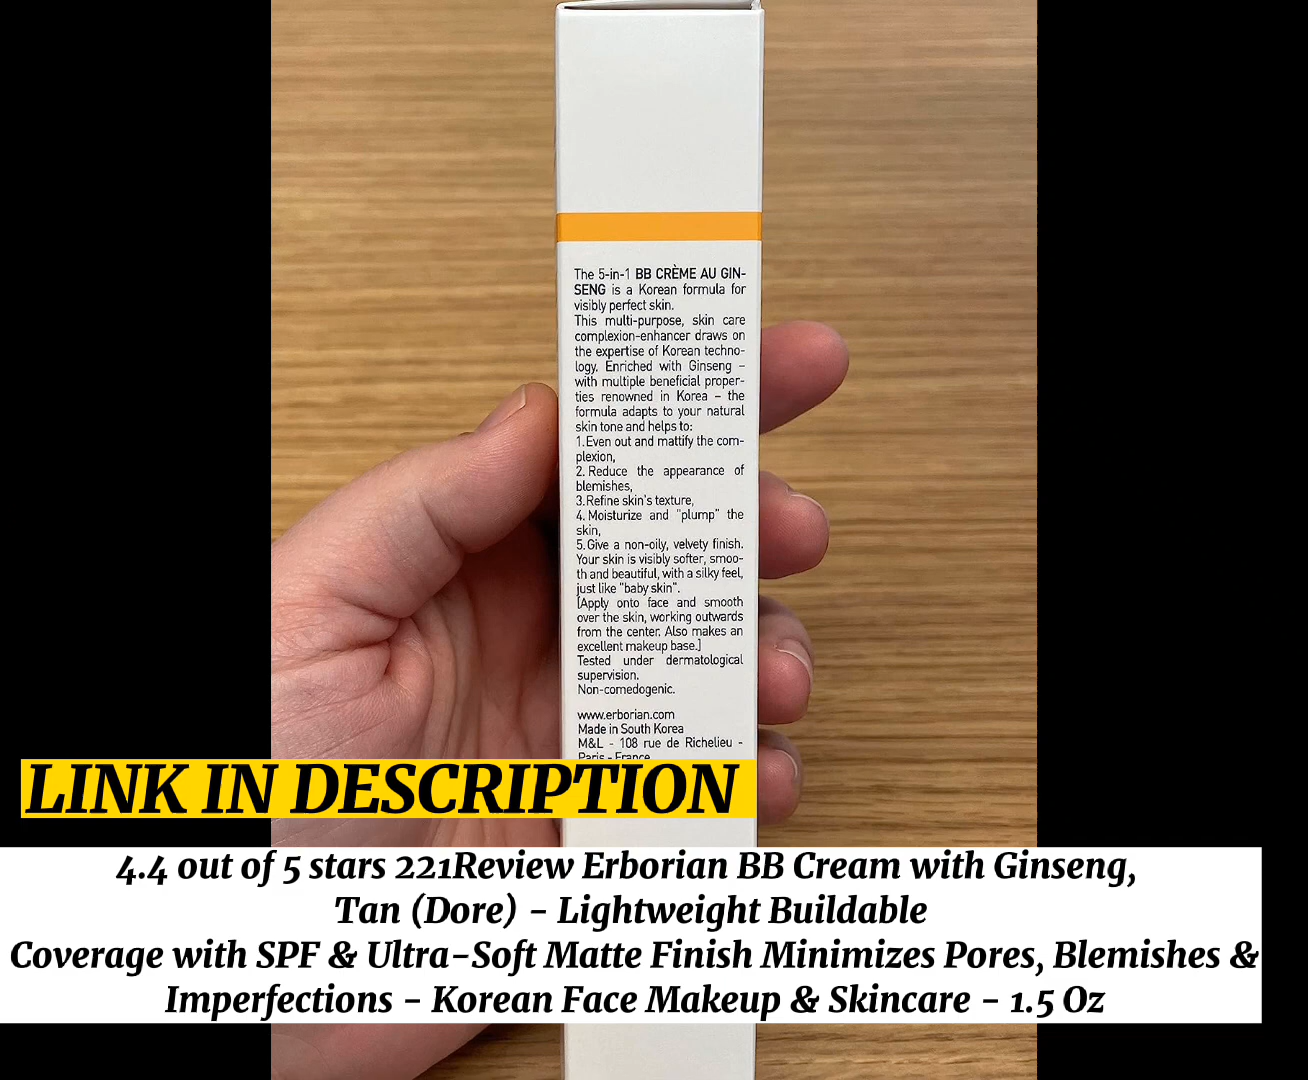 The 5-in-1 BB CRÈME AU GIN-
SENG is a Korean formula for
visibly perfect skin.
This multi-purpose, skin care
complexion-enhancer draws on
the expertise of Korean techno-
logy. Enriched with Ginseng –
with multiple beneficial proper-
ties renowned in Korea – the
formula adapts to your natural
skin tone and helps to:
1.Even out and mattify the com-
plexion,
2. Reduce the appearance of
blemishes,
3.Refine skin's texture,
4. Moisturize and "plump" the
skin,
5.Give a non-oily, velvety finish.
Your skin is visibly softer, smoo-
th and beautiful, with a silky feel,
just like "baby skin".
[Apply onto face and smooth
over the skin, working outwards
from the center. Also makes an
excellent makeup base.]
Tested under dermatological
supervision.
Non-comedogenic.
www.erborian.com
Made in South Korea
M&L - 108 rue de Richelieu -
Paris - France
LINK IN DESCRIPTION
4.4 out of 5 stars 221Review Erborian BB Cream with Ginseng,
Tan (Dore) - Lightweight Buildable
Coverage with SPF & Ultra-Soft Matte Finish Minimizes Pores, Blemishes &
Imperfections - Korean Face Makeup & Skincare - 1.5 Oz